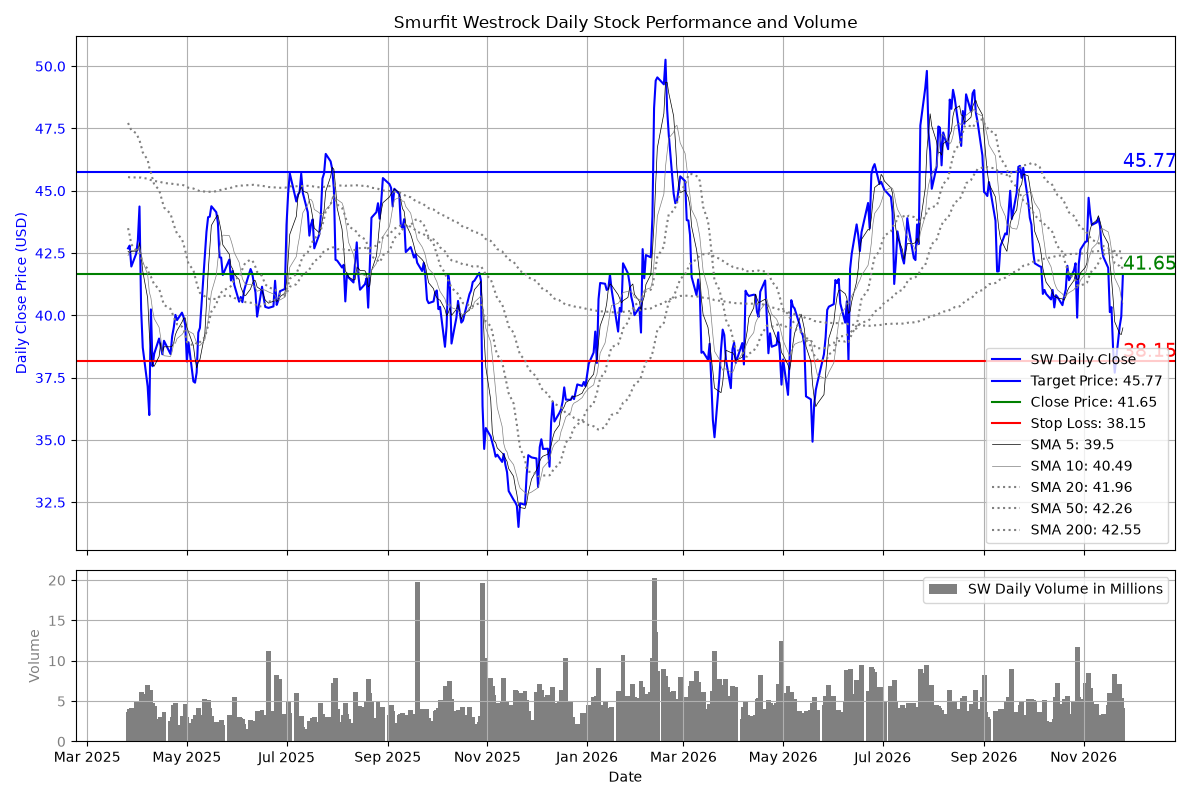 Smurfit Westrock Daily Stock Performance and Volume
Daily Close Price (USD)
50.0
47.5
45.0
42.5
40.0
37.5
35.0
32.5
45.77
41.65
38.15
SW Daily Close
Target Price: 45.77
Close Price: 41.65
Stop Loss: 38.15
SMA 5: 39.5
SMA 10: 40.49
SMA 20: 41.96
SMA 50: 42.26
SMA 200: 42.55
Volume
20
15
10
5
0
SW Daily Volume in Millions
Mar 2025 May 2025 Jul 2025 Sep 2025 Nov 2025 Jan 2026 Mar 2026 May 2026 Jul 2026 Sep 2026 Nov 2026
Date